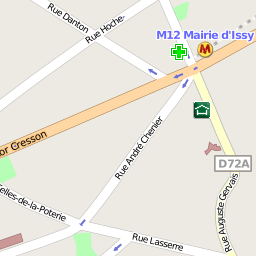 Rue Danton
Rue Hoche-
M12 Mairie d'Issy
M
or Cresson
Rue André Chenier
D72A
elles-de-la-Poterie
Rue Auguste Gervais
Rue Lasserre